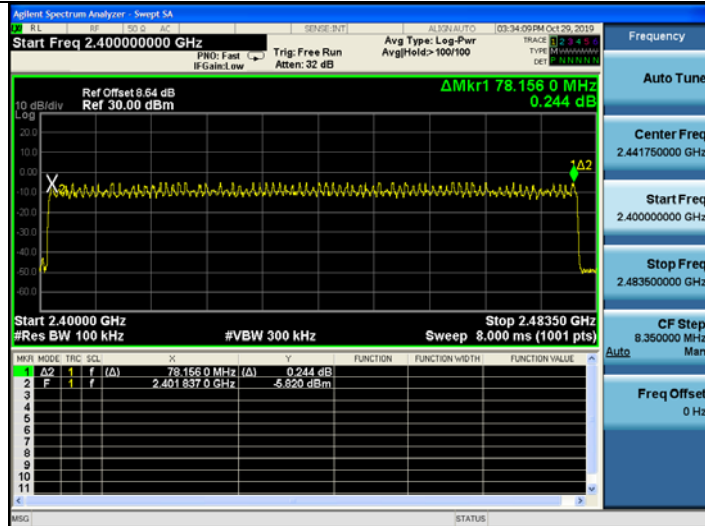 Agilent Spectrum Analyzer - Swept SA
RL RF 50 Ω AC SENSE:INT ALIGNAUTO 03:34:09 PM Oct 29, 2019
Start Freq 2.400000000 GHz
PNO: Fast
IFGain:Low
Trig: Free Run
Atten: 32 dB
Avg Type: Log-Pwr
Avg|Hold:>100/100
TRACE 1 2 3 4 5 6
TYPE MWWWWW
DET P N N N N N
ΔMkr1 78.156 0 MHz
0.244 dB
Ref Offset 8.64 dB
10 dB/div Ref 30.00 dBm
Log
20.0
10.0
0.00
1Δ2
-10.0
-20.0
-30.0
-40.0
-50.0
-60.0
Start 2.40000 GHz Stop 2.48350 GHz
#Res BW 100 kHz #VBW 300 kHz Sweep 8.000 ms (1001 pts)
MKR MODE TRC SCL X Y FUNCTION FUNCTION WIDTH FUNCTION VALUE
1 Δ2 1 f (Δ) 78.156 0 MHz (Δ) 0.244 dB
2 F 1 f 2.401 837 0 GHz -5.820 dBm
3
4
5
6
7
8
9
10
11
MSG STATUS
Frequency
Auto Tune
Center Freq
2.441750000 GHz
Start Freq
2.400000000 GHz
Stop Freq
2.483500000 GHz
CF Step
8.350000 MHz
Auto Man
Freq Offset
0 Hz